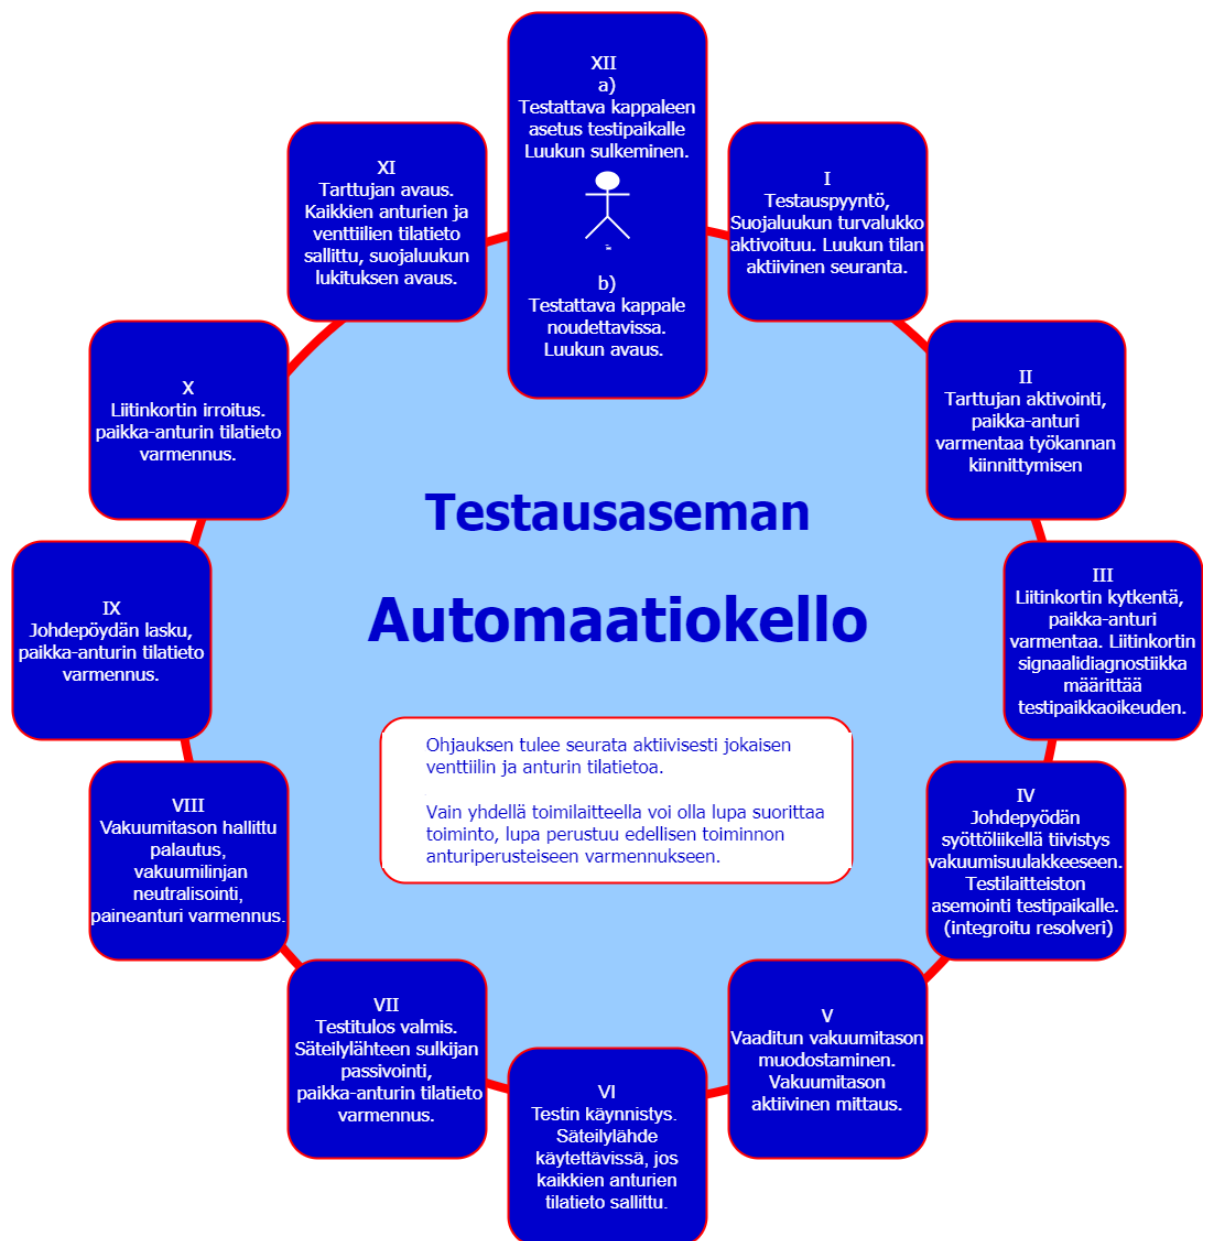 XII
a)
Testattava kappaleen
asetus testipaikalle
Luukun sulkeminen.
b)
Testattava kappale
noudettavissa.
Luukun avaus.
I
Testauspyyntö,
Suojaluukun turvalukko
aktivoituu. Luukun tilan
aktiivinen seuranta.
II
Tarttujan aktivointi,
paikka-anturi
varmentaa työkannan
kiinnittymisen
III
Liitinkortin kytkentä,
paikka-anturi
varmentaa. Liitinkortin
signaalidiagnostiikka
määrittää
testipaikkaoikeuden.
IV
Johdepyödän
syöttöliikellä tiivistys
vakuumisuulakkeeseen.
Testilaitteiston
asemointi testipaikalle.
(integroitu resolveri)
V
Vaaditun vakuumitason
muodostaminen.
Vakuumitason
aktiivinen mittaus.
VI
Testin käynnistys.
Säteilylähde
käytettävissä, jos
kaikkien anturien
tilatieto sallittu.
VII
Testitulos valmis.
Säteilylähteen sulkijan
passivointi,
paikka-anturin tilatieto
varmennus.
VIII
Vakuumitason hallittu
palautus,
vakuumilinjan
neutralisointi,
paineanturi varmennus.
IX
Johdepöydän lasku,
paikka-anturin tilatieto
varmennus.
X
Liitinkortin irroitus.
paikka-anturin tilatieto
varmennus.
XI
Tarttujan avaus.
Kaikkien anturien ja
venttiilien tilatieto
sallittu, suojaluukun
lukituksen avaus.
Testausaseman
Automaatiokello
Ohjauksen tulee seurata aktiivisesti jokaisen
venttiilin ja anturin tilatietoa.
Vain yhdellä toimilaitteella voi olla lupa suorittaa
toiminto, lupa perustuu edellisen toiminnon
anturiperusteiseen varmennukseen.